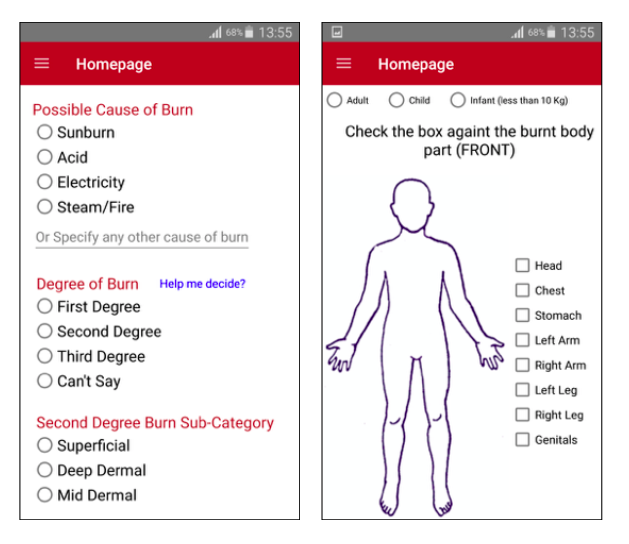 68% 13:55
Homepage
Possible Cause of Burn
Sunburn
Acid
Electricity
Steam/Fire
Or Specify any other cause of burn
Degree of Burn Help me decide?
First Degree
Second Degree
Third Degree
Can't Say
Second Degree Burn Sub-Category
Superficial
Deep Dermal
Mid Dermal
68% 13:55
Homepage
Adult Child Infant (less than 10 Kg)
Check the box againt the burnt body
part (FRONT)
Head
Chest
Stomach
Left Arm
Right Arm
Left Leg
Right Leg
Genitals